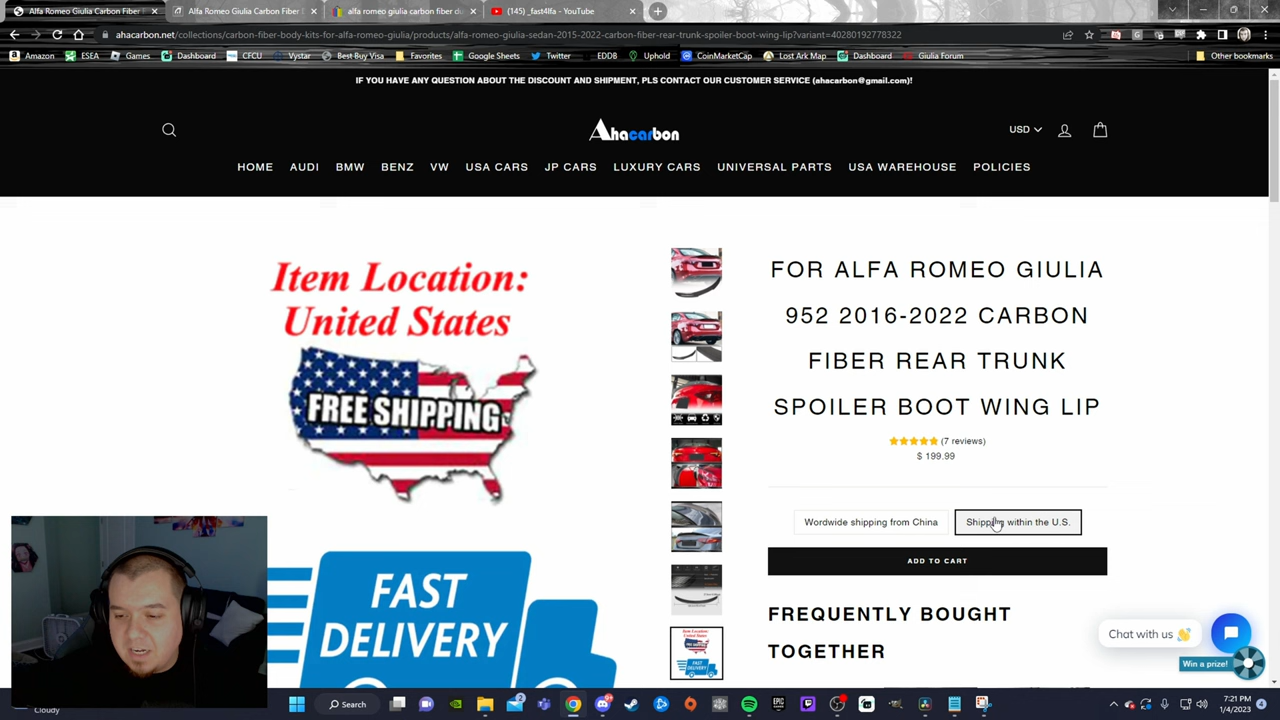 Alfa Romeo Giulia Carbon Fiber
Alfa Romeo Giulia Carbon Fiber
alfa romeo giulia carbon fiber
(145) _fast4lifa - YouTube
ahacarbon.net/collections/carbon-fiber-body-kits-for-alfa-romeo-giulia/products/alfa-romeo-giulia-sedan-2015-2022-carbon-fiber-rear-trunk-spoiler-boot-wing-lip?variant=40280192778322
Amazon ESEA Games Dashboard CFCU Vystar Best Buy Visa Favorites Google Sheets Twitter EDDB Uphold CoinMarketCap Lost Ark Map Dashboard Giulia Forum Other bookmarks
IF YOU HAVE ANY QUESTION ABOUT THE DISCOUNT AND SHIPMENT, PLS CONTACT OUR CUSTOMER SERVICE (ahacarbon@gmail.com)!
Ahacarbon
USD
HOME AUDI BMW BENZ VW USA CARS JP CARS LUXURY CARS UNIVERSAL PARTS USA WAREHOUSE POLICIES
Item Location:
United States
FREE SHIPPING
FAST
DELIVERY
FOR ALFA ROMEO GIULIA
952 2016-2022 CARBON
FIBER REAR TRUNK
SPOILER BOOT WING LIP
(7 reviews)
$ 199.99
Wordwide shipping from China
Shipping within the U.S.
ADD TO CART
FREQUENTLY BOUGHT
TOGETHER
Chat with us
Win a prize!
Cloudy
Search
7:21 PM
1/4/2023